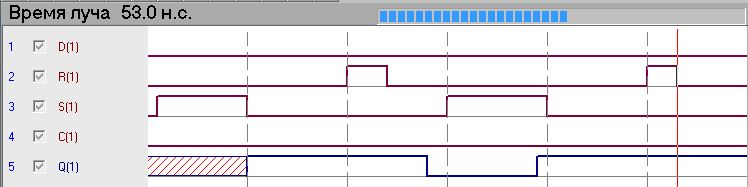 Время луча 53.0 н.с.
1 D(1)
2 R(1)
3 S(1)
4 C(1)
5 Q(1)